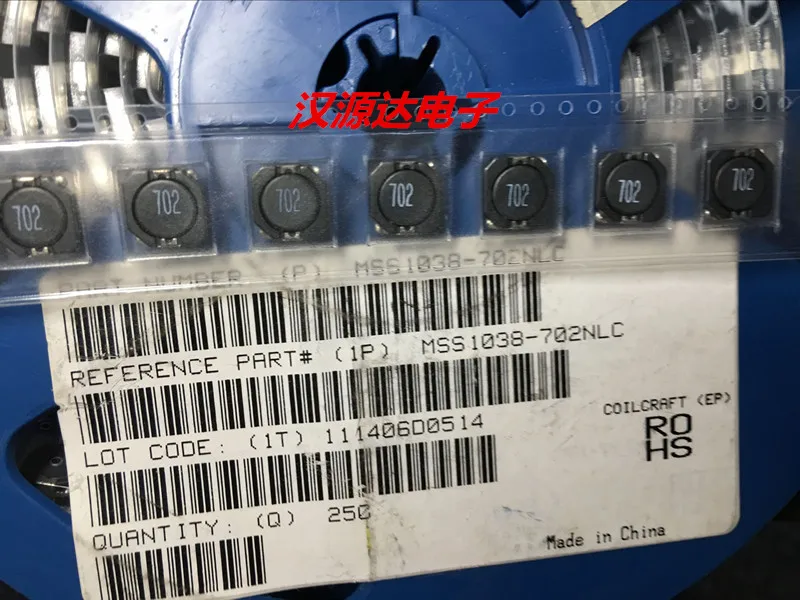 汉源达电子
702 702 702 702 702 702 702
PART NUMBER (P) MSS1038-702NLC
REFERENCE PART# (1P) MSS1038-702NLC
LOT CODE: (1T) 111406D0514
COILCRAFT (EP)
RO
HS
QUANTITY: (Q) 250
Made in China